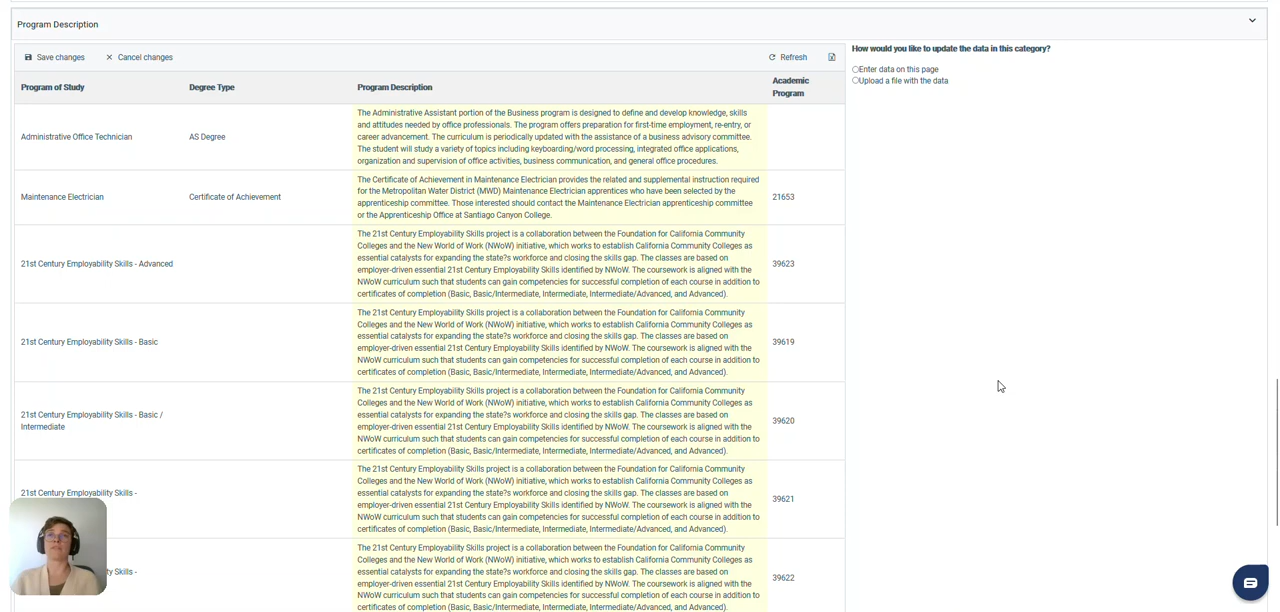 Program Description
Save changes
Cancel changes
Refresh
Program of Study
Degree Type
Program Description
Academic
Program
Administrative Office Technician
AS Degree
The Administrative Assistant portion of the Business program is designed to define and develop knowledge, skills
and attitudes needed by office professionals. The program offers preparation for first-time employment, re-entry, or
career advancement. The curriculum is periodically updated with the assistance of a business advisory committee.
The student will study a variety of topics including keyboarding/word processing, integrated office applications,
organization and supervision of office activities, business communication, and general office procedures.
Maintenance Electrician
Certificate of Achievement
The Certificate of Achievement in Maintenance Electrician provides the related and supplemental instruction required
for the Metropolitan Water District (MWD) Maintenance Electrician apprentices who have been selected by the
apprenticeship committee. Those interested should contact the Maintenance Electrician apprenticeship committee
or the Apprenticeship Office at Santiago Canyon College.
21653
21st Century Employability Skills - Advanced
The 21st Century Employability Skills project is a collaboration between the Foundation for California Community
Colleges and the New World of Work (NWoW) initiative, which works to establish California Community Colleges as
essential catalysts for expanding the state?s workforce and closing the skills gap. The classes are based on
employer-driven essential 21st Century Employability Skills identified by NWoW. The coursework is aligned with the
NWoW curriculum such that students can gain competencies for successful completion of each course in addition to
certificates of completion (Basic, Basic/Intermediate, Intermediate, Intermediate/Advanced, and Advanced).
39623
21st Century Employability Skills - Basic
The 21st Century Employability Skills project is a collaboration between the Foundation for California Community
Colleges and the New World of Work (NWoW) initiative, which works to establish California Community Colleges as
essential catalysts for expanding the state?s workforce and closing the skills gap. The classes are based on
employer-driven essential 21st Century Employability Skills identified by NWoW. The coursework is aligned with the
NWoW curriculum such that students can gain competencies for successful completion of each course in addition to
certificates of completion (Basic, Basic/Intermediate, Intermediate, Intermediate/Advanced, and Advanced).
39619
21st Century Employability Skills - Basic /
Intermediate
The 21st Century Employability Skills project is a collaboration between the Foundation for California Community
Colleges and the New World of Work (NWoW) initiative, which works to establish California Community Colleges as
essential catalysts for expanding the state?s workforce and closing the skills gap. The classes are based on
employer-driven essential 21st Century Employability Skills identified by NWoW. The coursework is aligned with the
NWoW curriculum such that students can gain competencies for successful completion of each course in addition to
certificates of completion (Basic, Basic/Intermediate, Intermediate, Intermediate/Advanced, and Advanced).
39620
21st Century Employability Skills -
The 21st Century Employability Skills project is a collaboration between the Foundation for California Community
Colleges and the New World of Work (NWoW) initiative, which works to establish California Community Colleges as
essential catalysts for expanding the state?s workforce and closing the skills gap. The classes are based on
employer-driven essential 21st Century Employability Skills identified by NWoW. The coursework is aligned with the
NWoW curriculum such that students can gain competencies for successful completion of each course in addition to
certificates of completion (Basic, Basic/Intermediate, Intermediate, Intermediate/Advanced, and Advanced).
39621
ty Skills -
The 21st Century Employability Skills project is a collaboration between the Foundation for California Community
Colleges and the New World of Work (NWoW) initiative, which works to establish California Community Colleges as
essential catalysts for expanding the state?s workforce and closing the skills gap. The classes are based on
employer-driven essential 21st Century Employability Skills identified by NWoW. The coursework is aligned with the
NWoW curriculum such that students can gain competencies for successful completion of each course in addition to
certificates of completion (Basic, Basic/Intermediate, Intermediate, Intermediate/Advanced, and Advanced).
39622
How would you like to update the data in this category?
Enter data on this page
Upload a file with the data